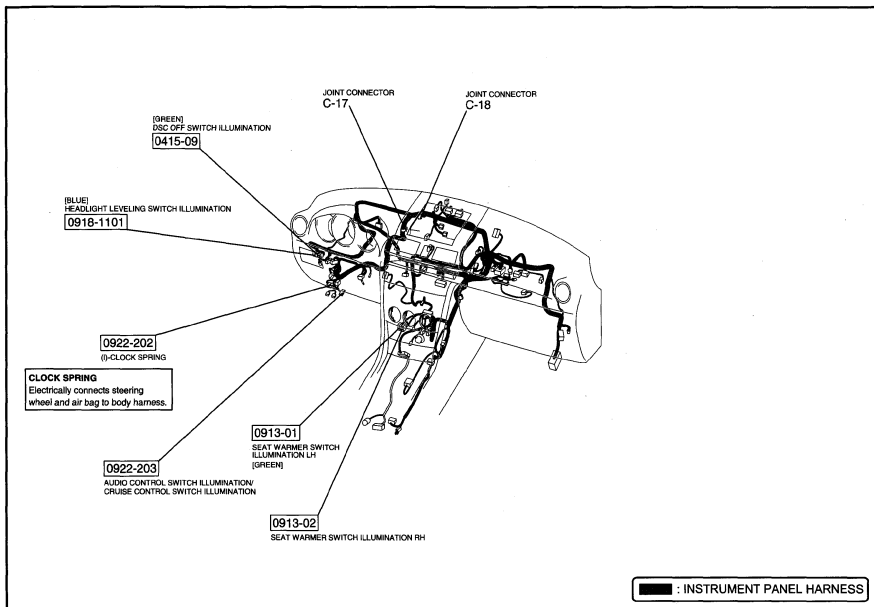 JOINT CONNECTOR
C-17
JOINT CONNECTOR
C-18
[GREEN]
DSC OFF SWITCH ILLUMINATION
0415-09
[BLUE]
HEADLIGHT LEVELING SWITCH ILLUMINATION
0918-1101
0922-202
(I)-CLOCK SPRING
CLOCK SPRING
Electrically connects steering
wheel and air bag to body harness.
0913-01
SEAT WARMER SWITCH
ILLUMINATION LH
[GREEN]
0922-203
AUDIO CONTROL SWITCH ILLUMINATION/
CRUISE CONTROL SWITCH ILLUMINATION
0913-02
SEAT WARMER SWITCH ILLUMINATION RH
: INSTRUMENT PANEL HARNESS